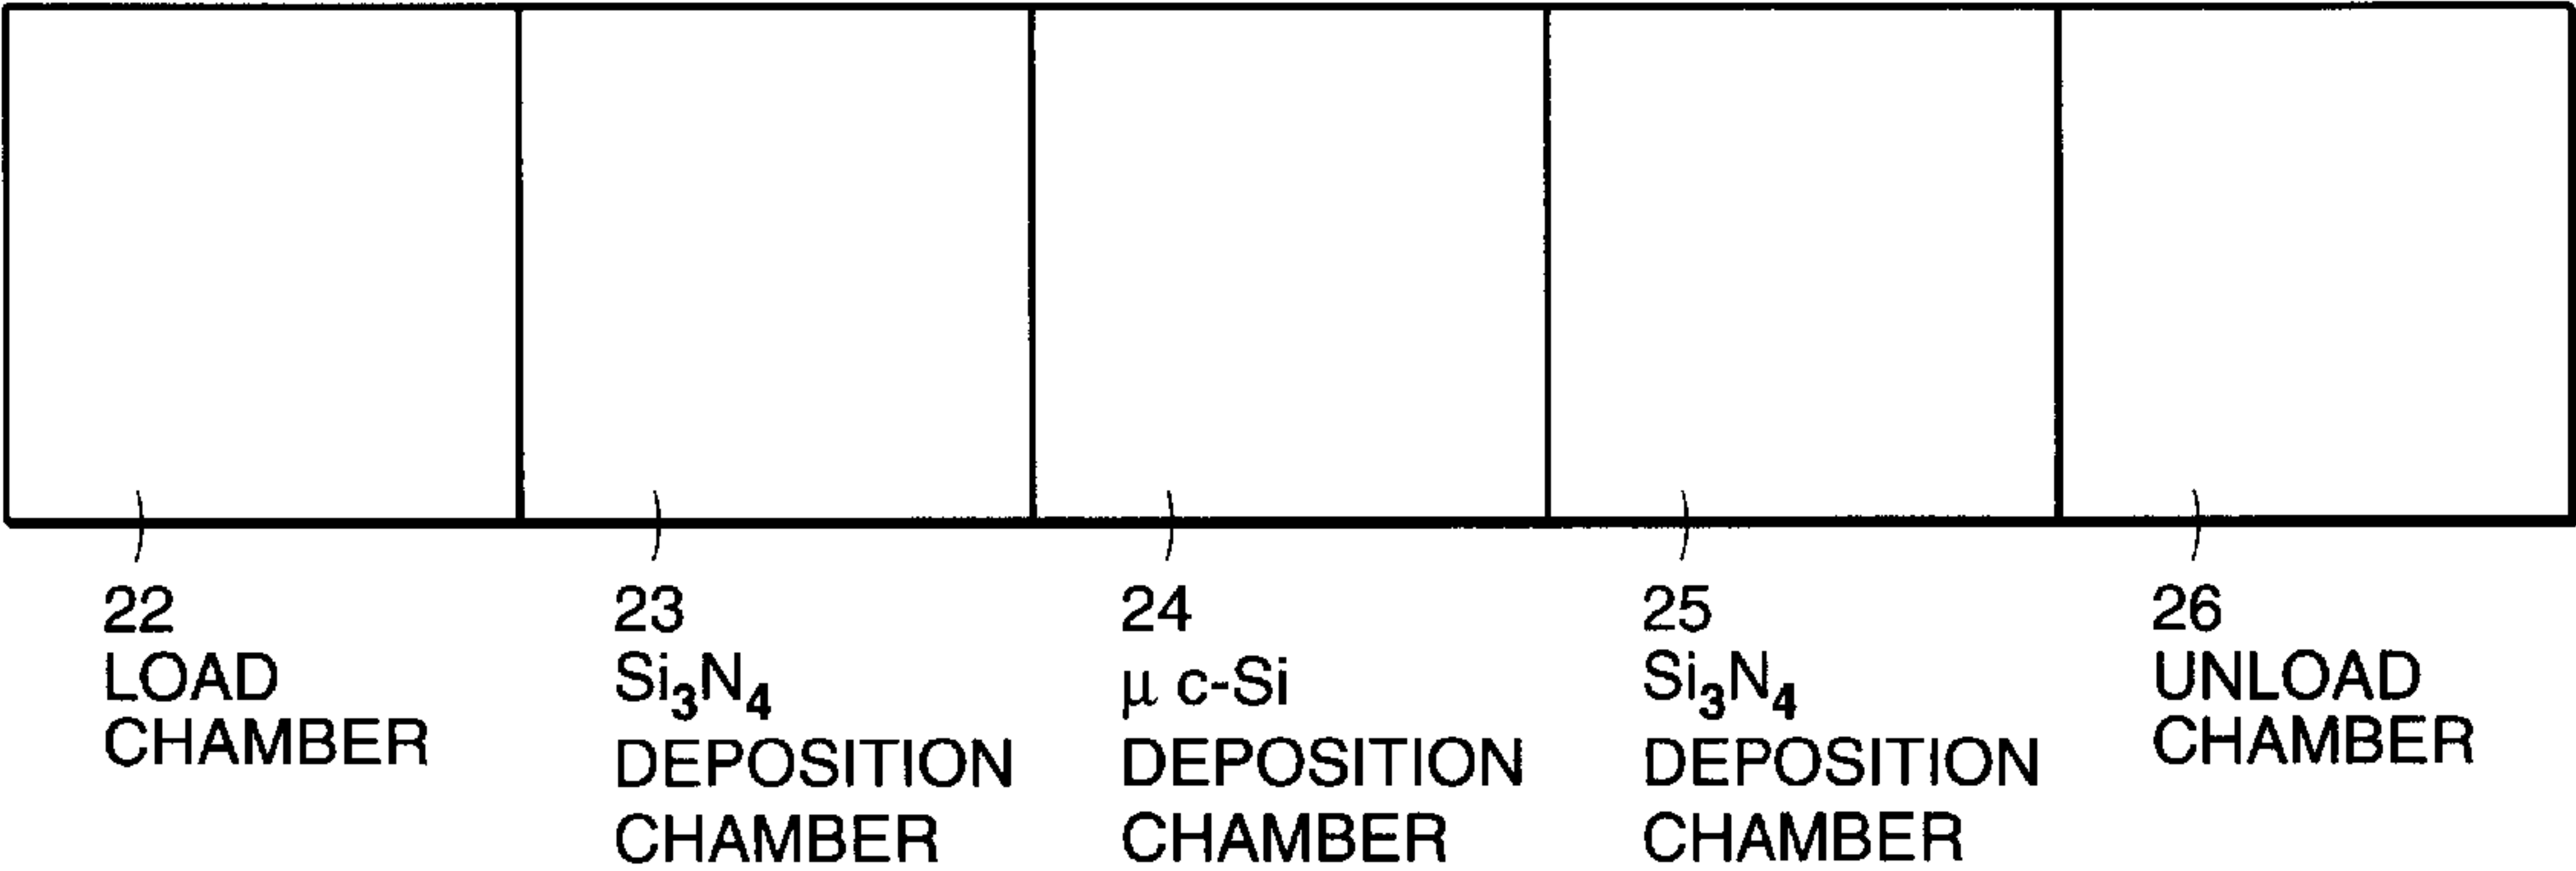 22
LOAD
CHAMBER
23
Si₃N₄
DEPOSITION
CHAMBER
24
μ c-Si
DEPOSITION
CHAMBER
25
Si₃N₄
DEPOSITION
CHAMBER
26
UNLOAD
CHAMBER